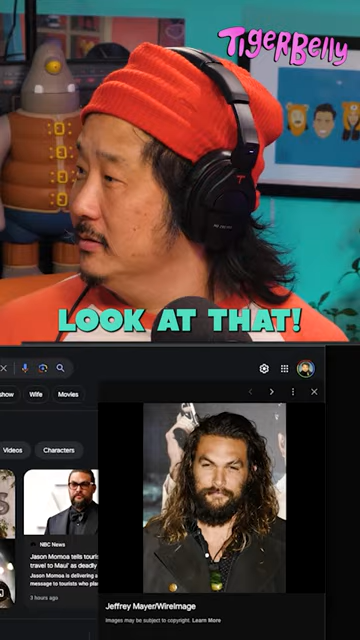 TigerBelly
LOOK AT THAT!
show
Wife
Movies
Videos
Characters
NBC News
Jason Momoa tells touri
travel to Maui' as deadly
Jason Momoa is delivering a
message to tourists who pla
3 hours ago
Jeffrey Mayer/WireImage
Images may be subject to copyright. Learn More